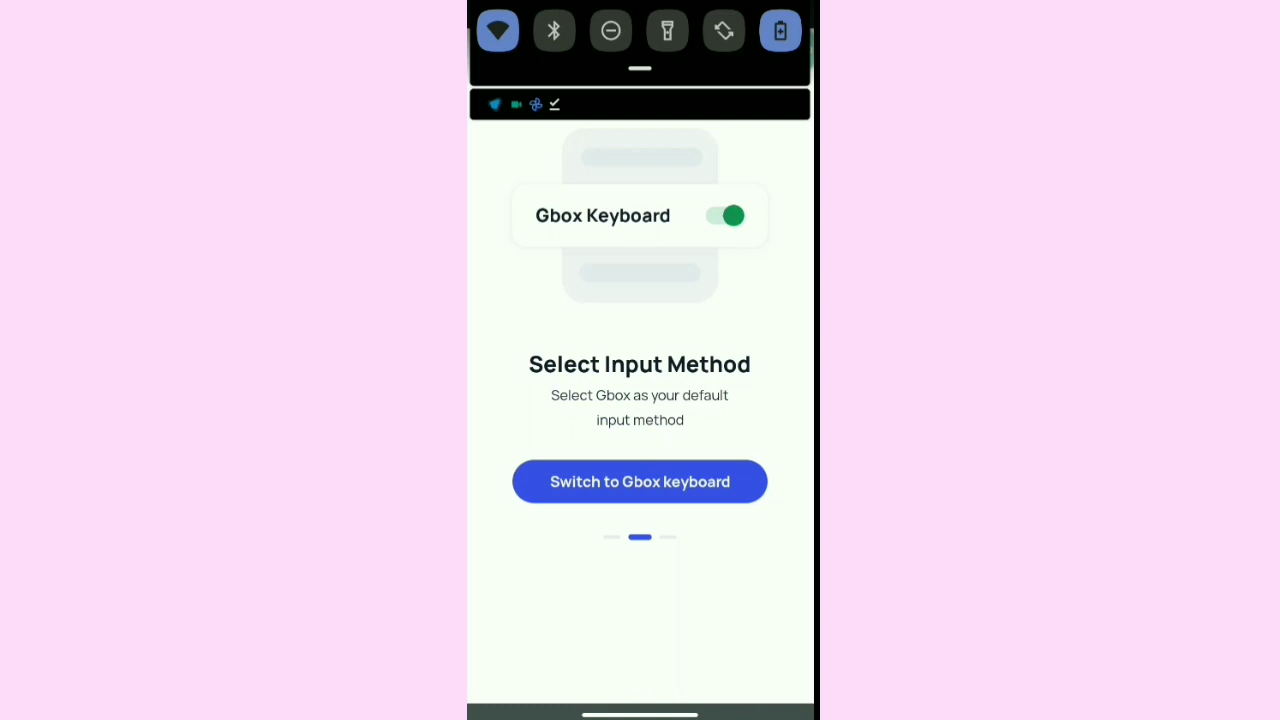 Gbox Keyboard
Select Input Method
Select Gbox as your default
input method
Switch to Gbox keyboard